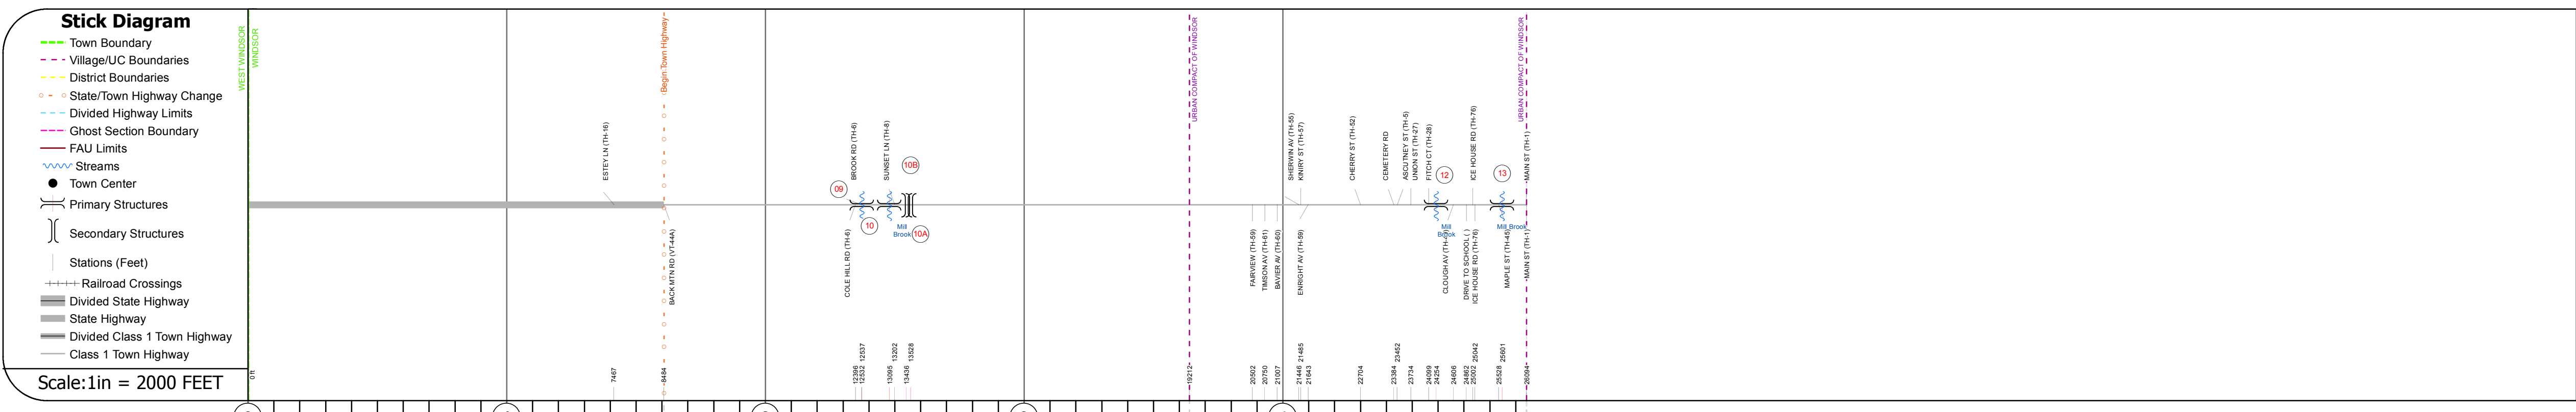 Stick Diagram
Town Boundary
Village/UC Boundaries
District Boundaries
State/Town Highway Change
Divided Highway Limits
Ghost Section Boundary
FAU Limits
Streams
Town Center
Primary Structures
Secondary Structures
Stations (Feet)
Railroad Crossings
Divided State Highway
State Highway
Divided Class 1 Town Highway
Class 1 Town Highway
Scale:1in = 2000 FEET
WEST WINDSOR
WINDSOR
0 ft
ESTEY LN (TH-16)
7467
Begin Town Highway
BACK MTN RD (VT-44A)
8484
09
BROOK RD (TH-6)
COLE HILL RD (TH-6)
10
SUNSET LN (TH-8)
Mill
Brook
10B
10A
12396
12532 12537
13095
13202
13436
13528
URBAN COMPACT OF WINDSOR
19212
FAIRVIEW (TH-59)
TIMSON AV (TH-61)
BAVIER AV (TH-60)
SHERWIN AV (TH-55)
KINIRY ST (TH-57)
ENRIGHT AV (TH-59)
CHERRY ST (TH-52)
CEMETERY RD
ASCUTNEY ST (TH-5)
UNION ST (TH-27)
FITCH CT (TH-28)
12
Mill
Brook
ICE HOUSE RD (TH-76)
DRIVE TO SCHOOL ( )
ICE HOUSE RD (TH-76)
13
Mill Brook
MAPLE ST (TH-45)
MAIN ST (TH-1)
MAIN ST (TH-1)
URBAN COMPACT OF WINDSOR
20502
20750
21007
21446 21485
21643
22704
23384
23452
23734
24099
24254
24606
24862
25002 25042
25528
25601
26094